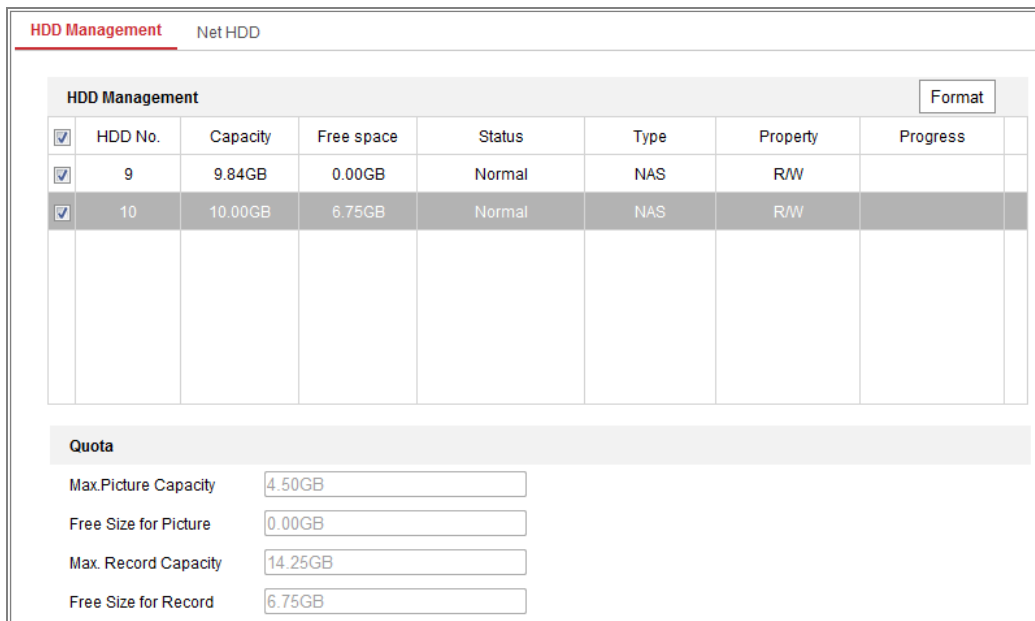 HDD Management Net HDD
HDD Management Format
HDD No. Capacity Free space Status Type Property Progress
9 9.84GB 0.00GB Normal NAS R/W
10 10.00GB 6.75GB Normal NAS R/W
Quota
Max.Picture Capacity 4.50GB
Free Size for Picture 0.00GB
Max. Record Capacity 14.25GB
Free Size for Record 6.75GB